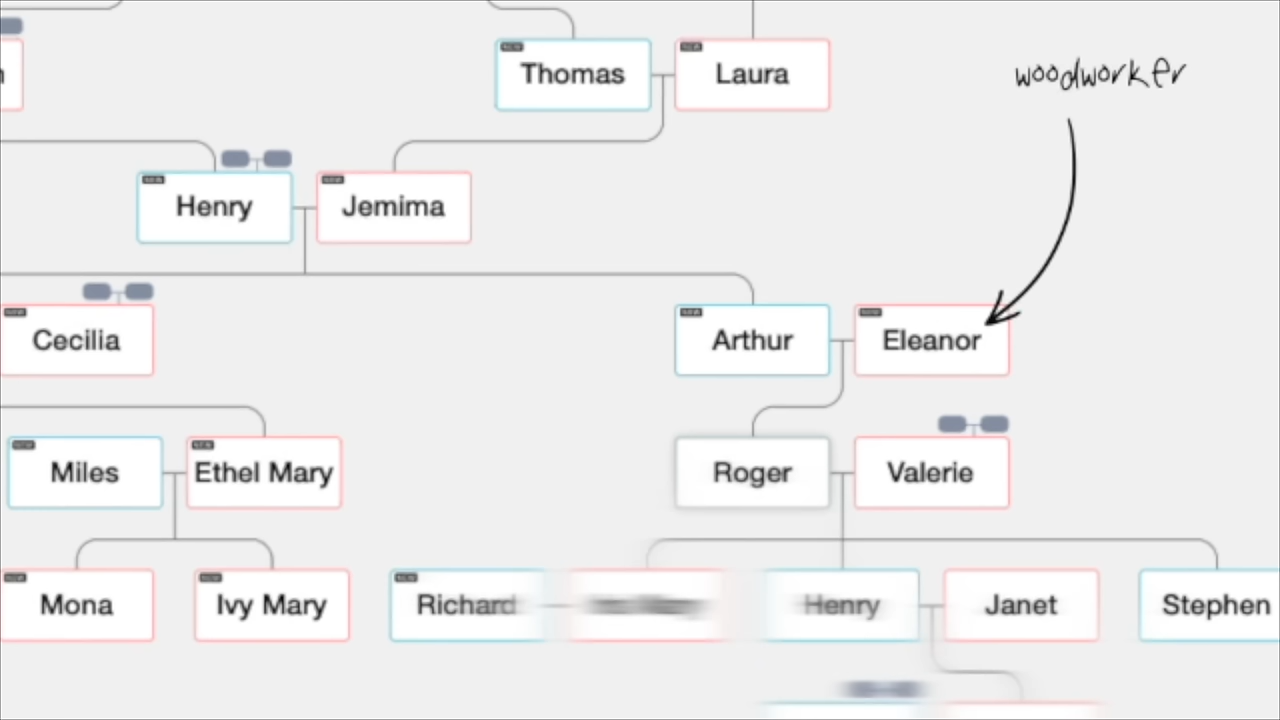 Thomas
Laura
woodworker
Henry
Jemima
Cecilia
Arthur
Eleanor
Miles
Ethel Mary
Roger
Valerie
Mona
Ivy Mary
Richard
Henry
Janet
Stephen